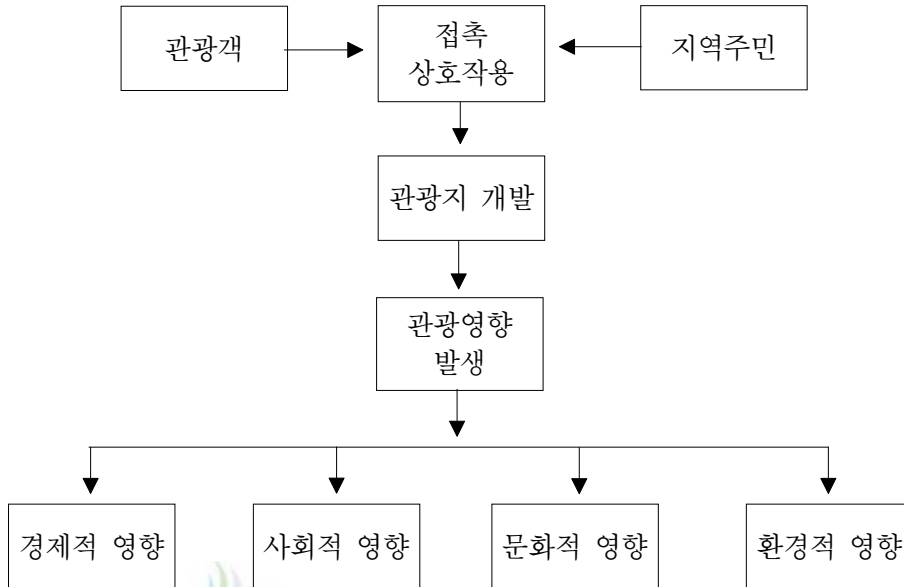 관광객
접촉
상호작용
지역주민
관광지 개발
관광영향
발생
경제적 영향
사회적 영향
문화적 영향
환경적 영향